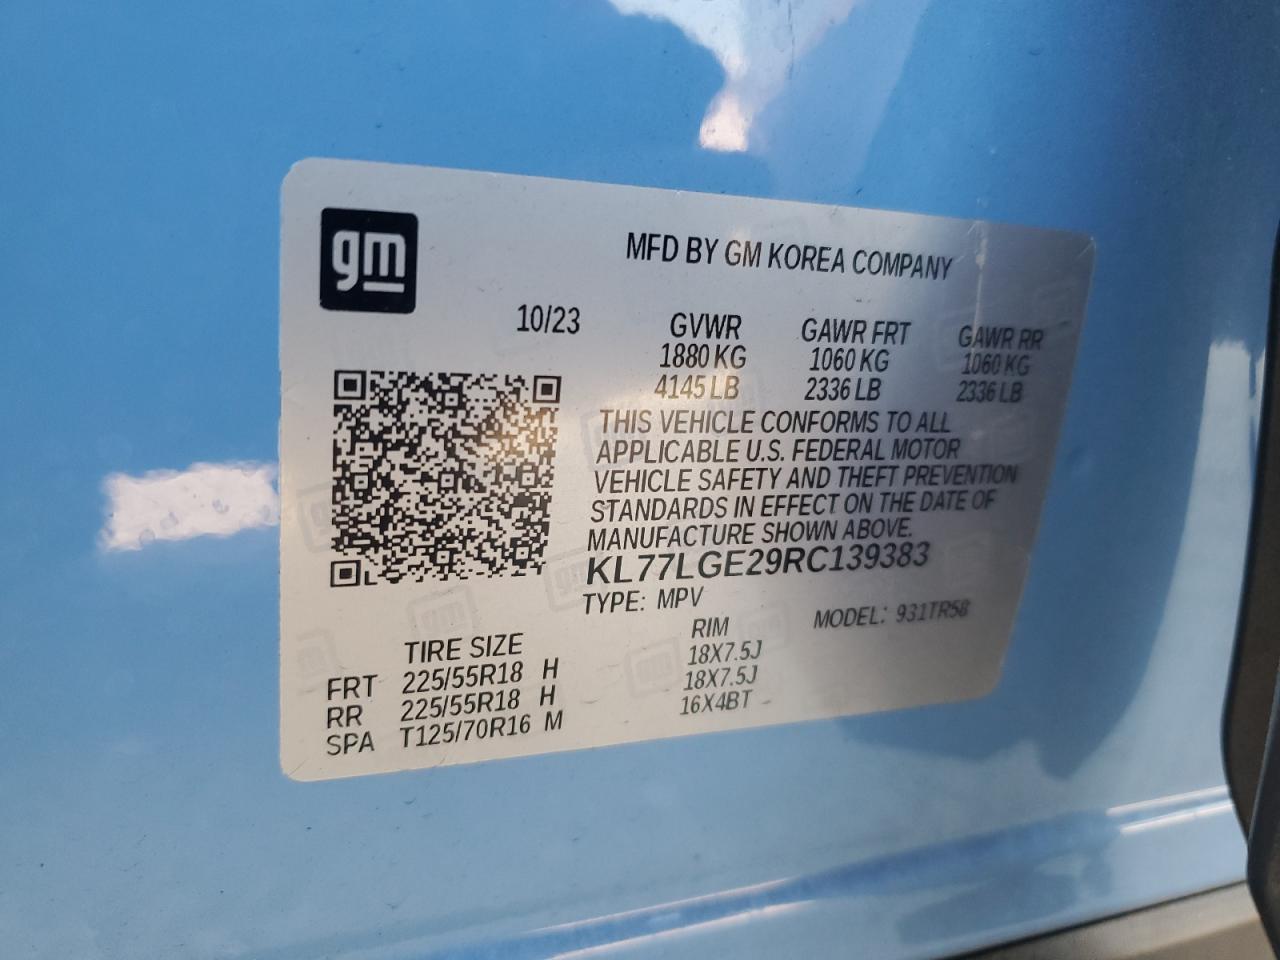 gm
MFD BY GM KOREA COMPANY
10/23 GVWR GAWR FRT GAWR RR
1880 KG 1060 KG 1060 KG
4145 LB 2336 LB 2336 LB
THIS VEHICLE CONFORMS TO ALL
APPLICABLE U.S. FEDERAL MOTOR
VEHICLE SAFETY AND THEFT PREVENTION
STANDARDS IN EFFECT ON THE DATE OF
MANUFACTURE SHOWN ABOVE.
KL77LGE29RC139383
TYPE: MPV MODEL: 931TR58
TIRE SIZE RIM
FRT 225/55R18 H 18X7.5J
RR 225/55R18 H 18X7.5J
SPA T125/70R16 M 16X4BT